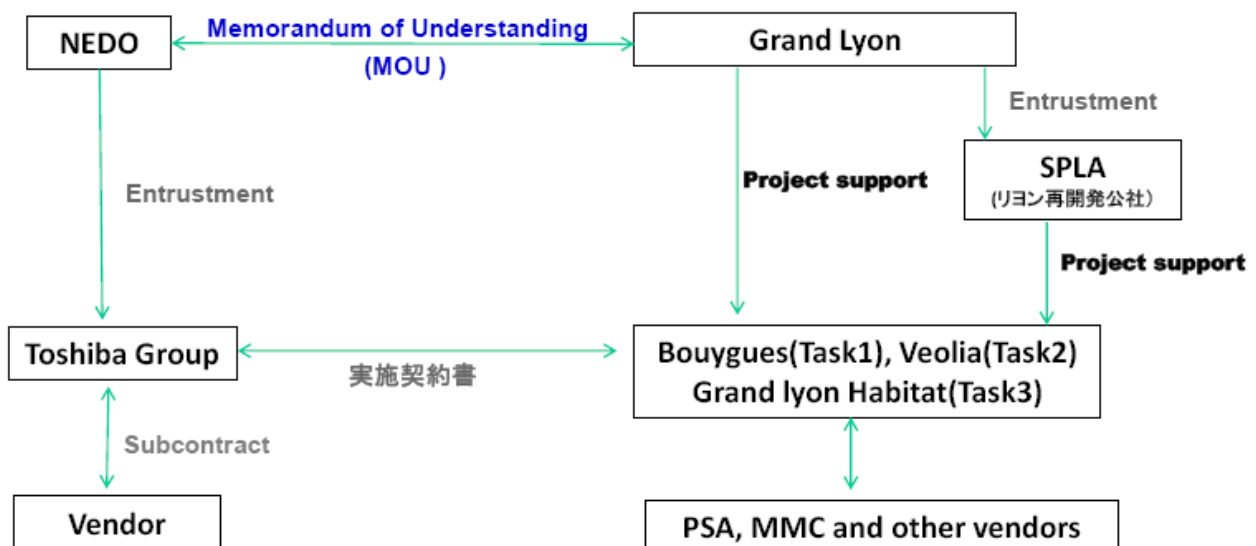 NEDO
Memorandum of Understanding
(MOU )
Grand Lyon
Entrustment
SPLA
(リヨン再開発公社）
Project support
Entrustment
Project support
Toshiba Group
実施契約書
Bouygues(Task1), Veolia(Task2)
Grand lyon Habitat(Task3)
Subcontract
Vendor
PSA, MMC and other vendors